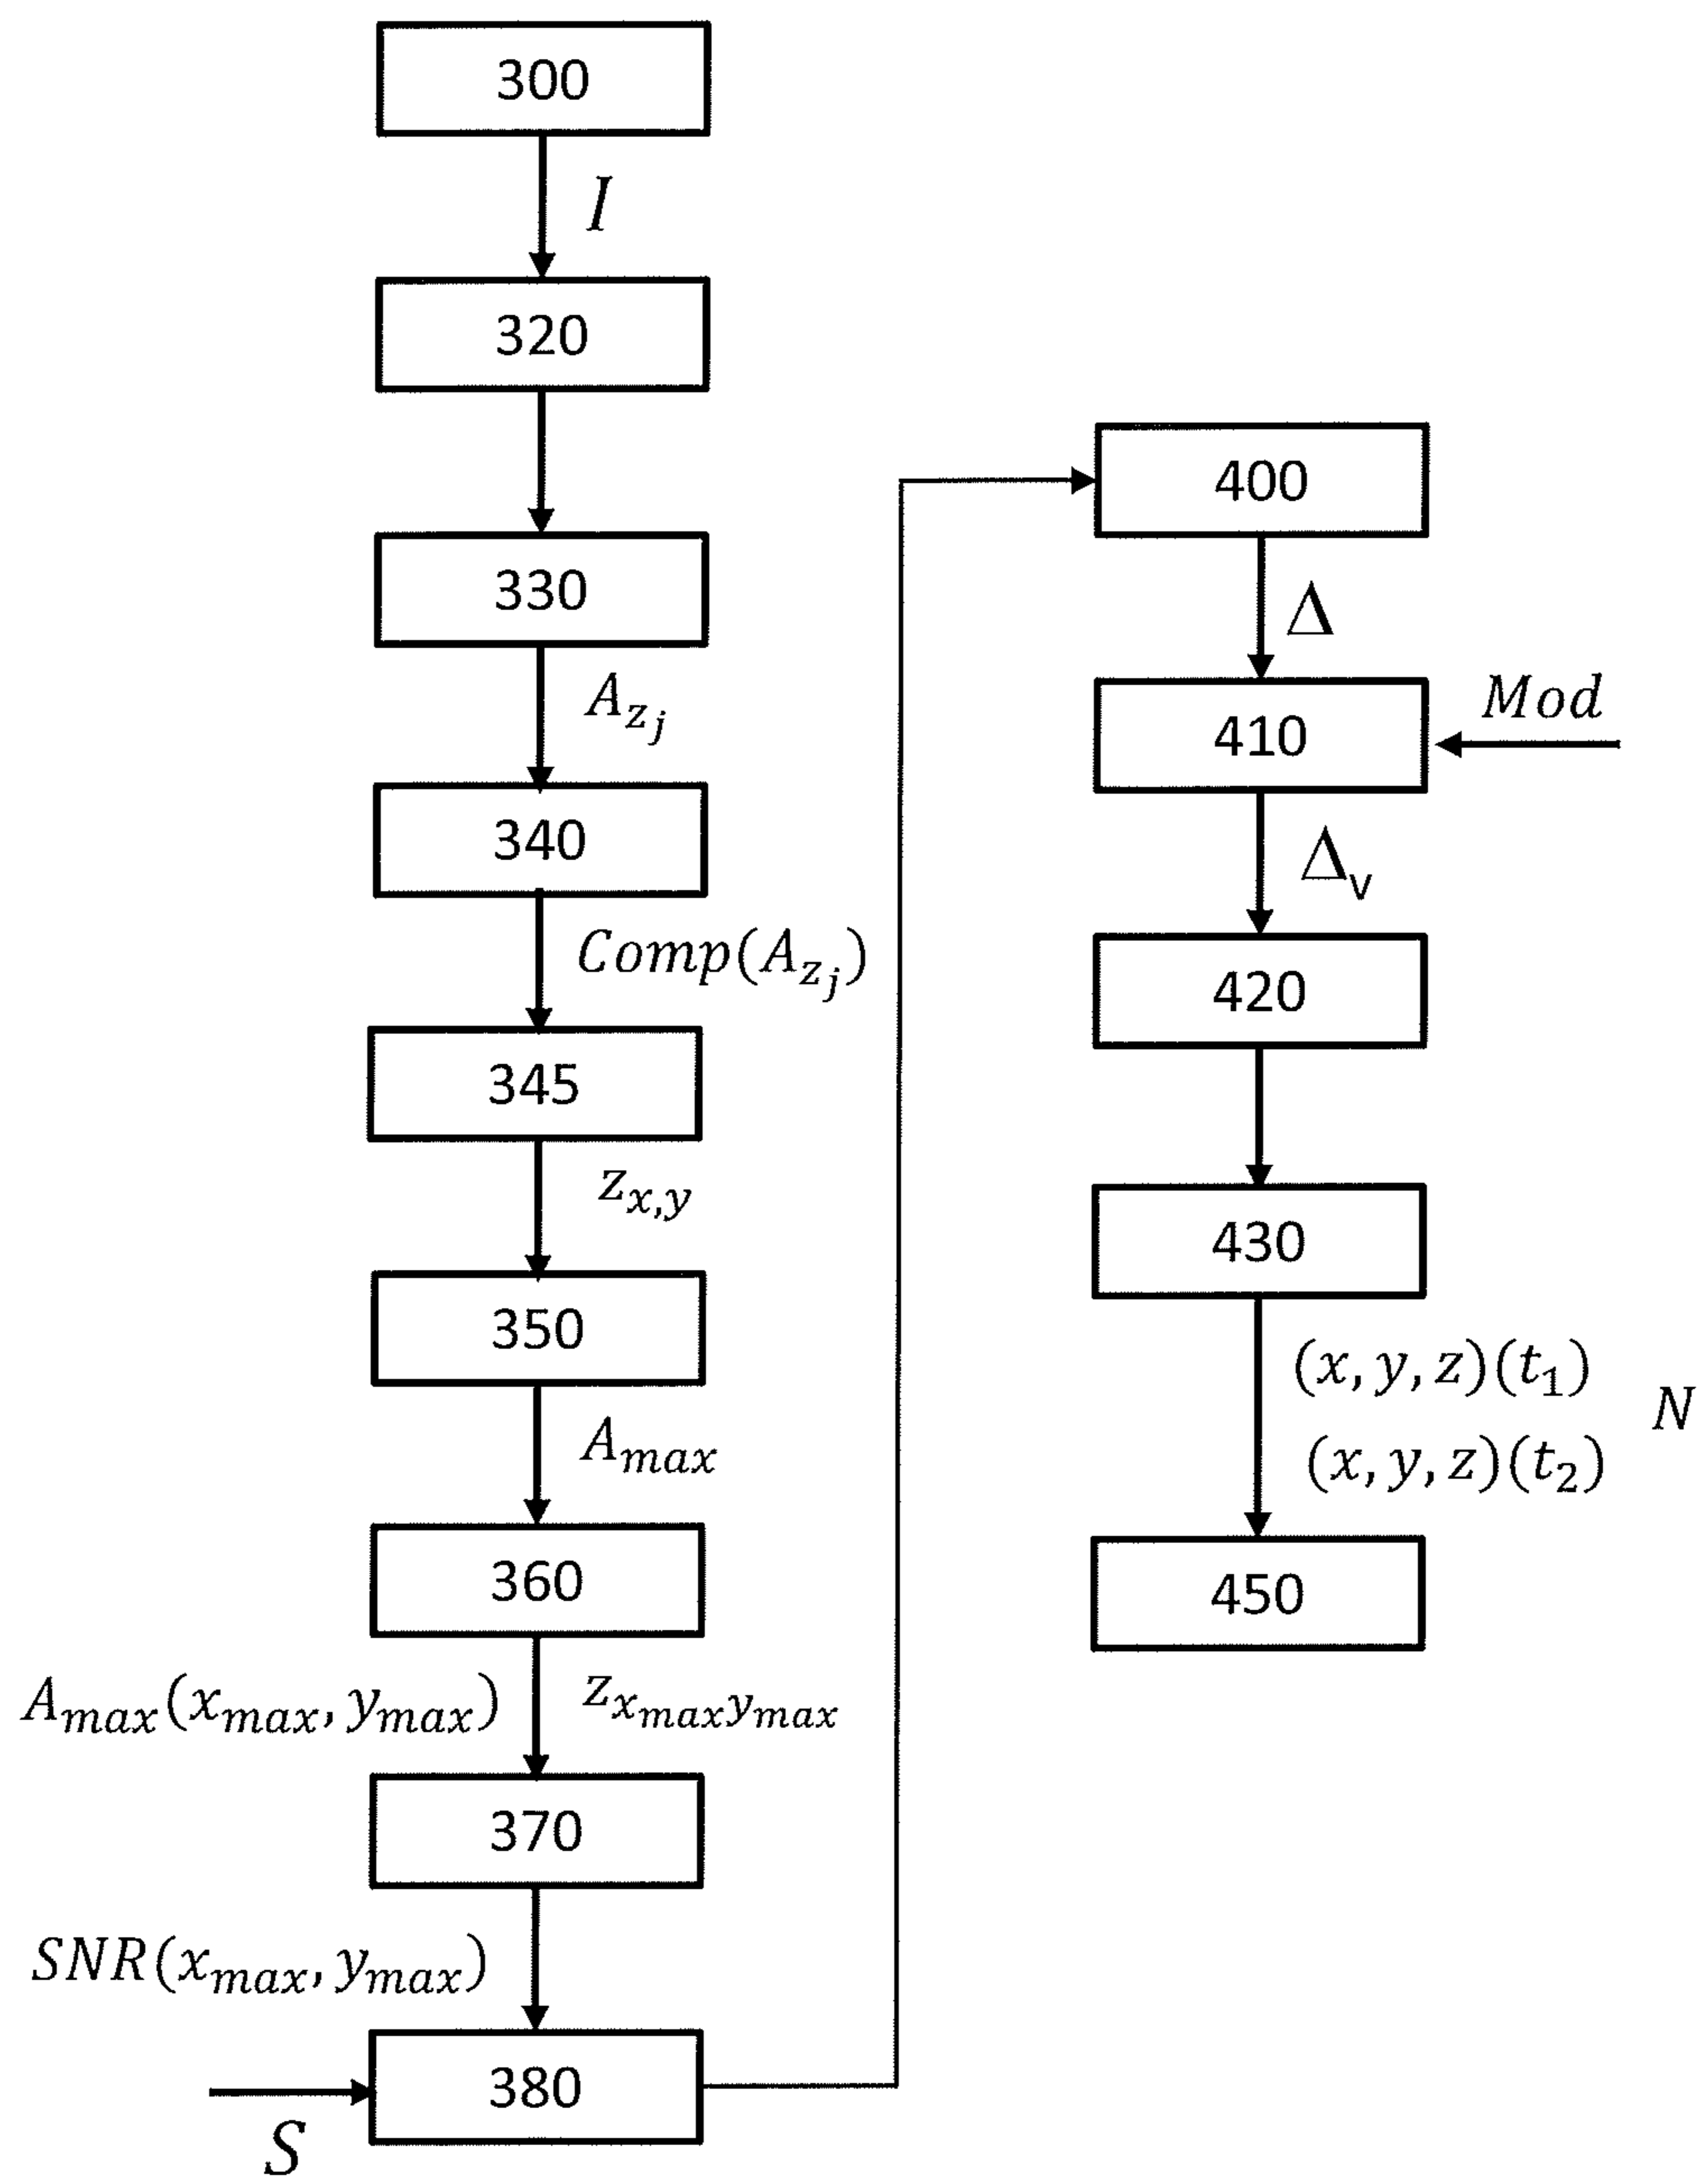 300
I
320
330
A_{z_j}
340
Comp(A_{z_j})
345
z_{x,y}
350
A_{max}
360
A_{max}(x_{max}, y_{max})
z_{x_{max}y_{max}}
370
SNR(x_{max}, y_{max})
380
S
400
Δ
410
Mod
Δ_v
420
430
(x, y, z)(t_1)
N
(x, y, z)(t_2)
450